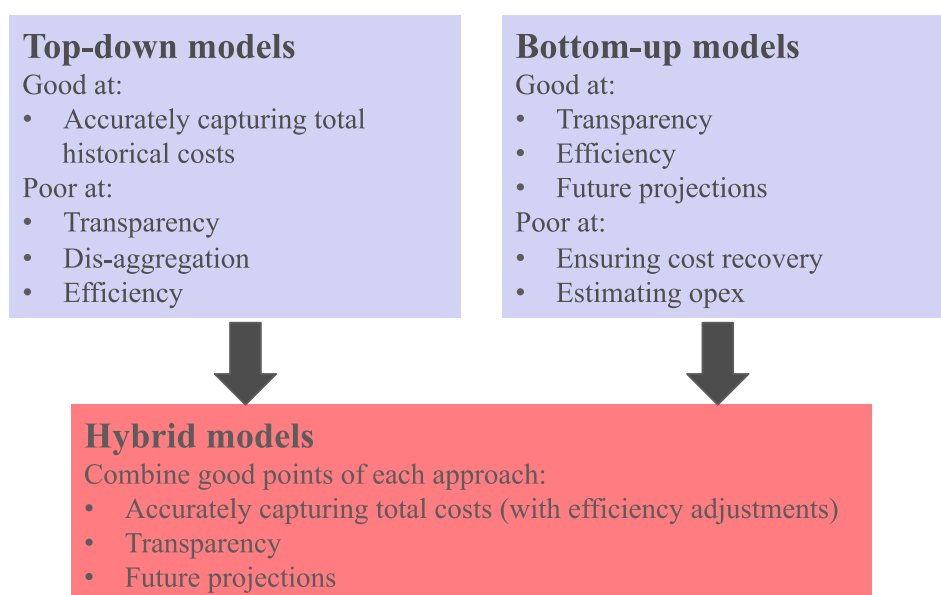 Top-down models
Good at:
• Accurately capturing total
historical costs
Poor at:
• Transparency
• Dis-aggregation
• Efficiency
Bottom-up models
Good at:
• Transparency
• Efficiency
• Future projections
Poor at:
• Ensuring cost recovery
• Estimating opex
Hybrid models
Combine good points of each approach:
• Accurately capturing total costs (with efficiency adjustments)
• Transparency
• Future projections